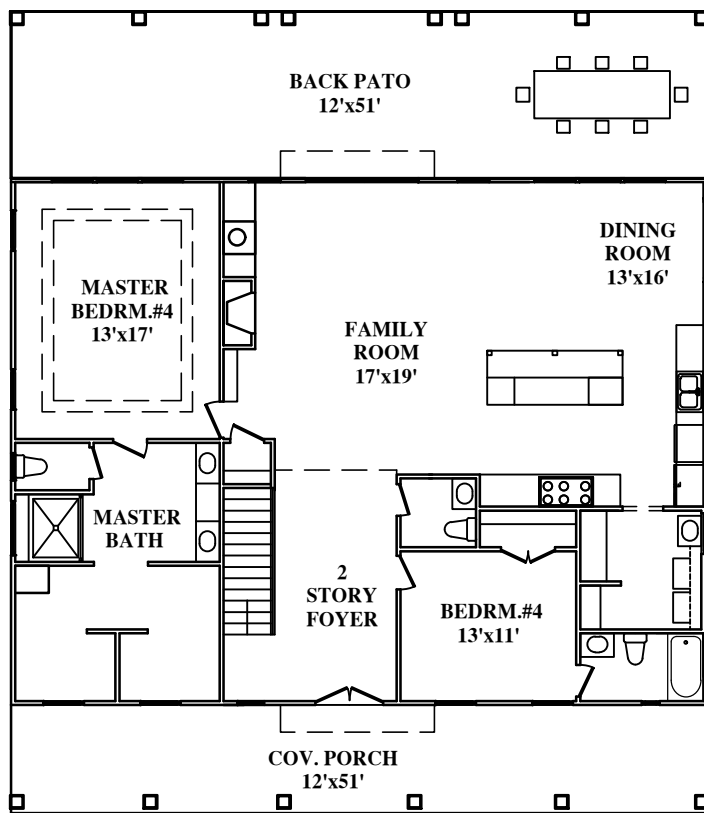 BACK PATO
12'x51'
DINING
ROOM
13'x16'
MASTER
BEDRM.#4
13'x17'
FAMILY
ROOM
17'x19'
MASTER
BATH
2
STORY
FOYER
BEDRM.#4
13'x11'
COV. PORCH
12'x51'